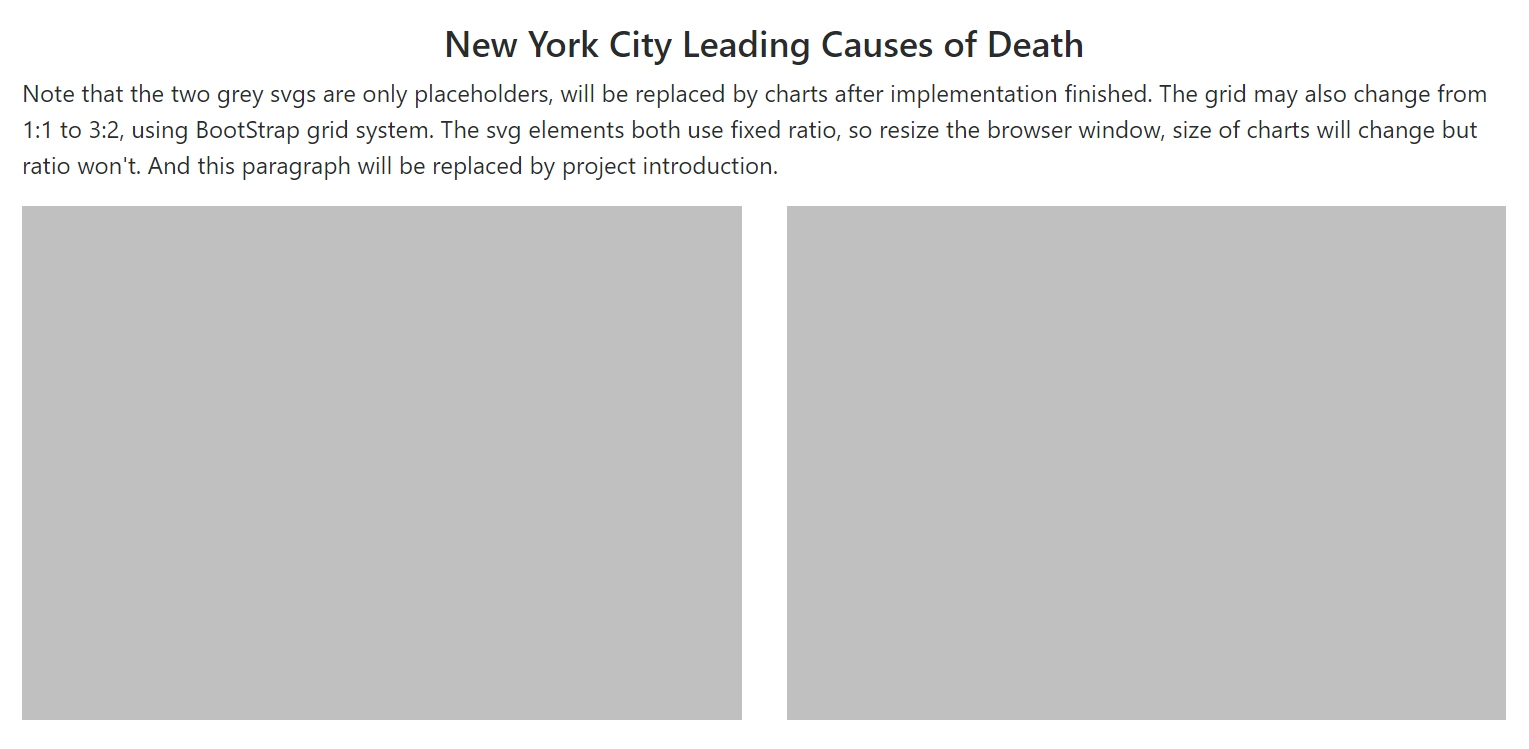 New York City Leading Causes of Death
Note that the two grey svgs are only placeholders, will be replaced by charts after implementation finished. The grid may also change from
1:1 to 3:2, using BootStrap grid system. The svg elements both use fixed ratio, so resize the browser window, size of charts will change but
ratio won't. And this paragraph will be replaced by project introduction.